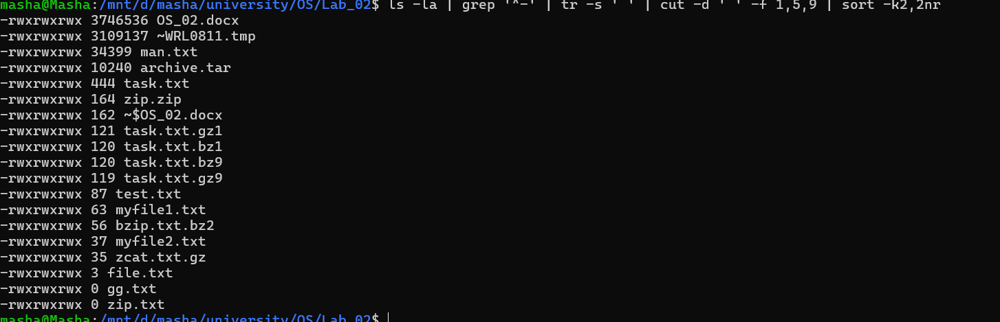 masha@Masha:/mnt/d/masha/university/OS/Lab_02$ ls -la | grep '^-' | tr -s ' ' | cut -d ' ' -f 1,5,9 | sort -k2,2nr
-rwxrwxrwx 3746536 OS_02.docx
-rwxrwxrwx 3109137 ~WRL0811.tmp
-rwxrwxrwx 34399 man.txt
-rwxrwxrwx 10240 archive.tar
-rwxrwxrwx 444 task.txt
-rwxrwxrwx 164 zip.zip
-rwxrwxrwx 162 ~$OS_02.docx
-rwxrwxrwx 121 task.txt.gz1
-rwxrwxrwx 120 task.txt.bz1
-rwxrwxrwx 120 task.txt.bz9
-rwxrwxrwx 119 task.txt.gz9
-rwxrwxrwx 87 test.txt
-rwxrwxrwx 63 myfile1.txt
-rwxrwxrwx 56 bzip.txt.bz2
-rwxrwxrwx 37 myfile2.txt
-rwxrwxrwx 35 zcat.txt.gz
-rwxrwxrwx 3 file.txt
-rwxrwxrwx 0 gg.txt
-rwxrwxrwx 0 zip.txt
masha@Masha:/mnt/d/masha/university/OS/Lab_02$